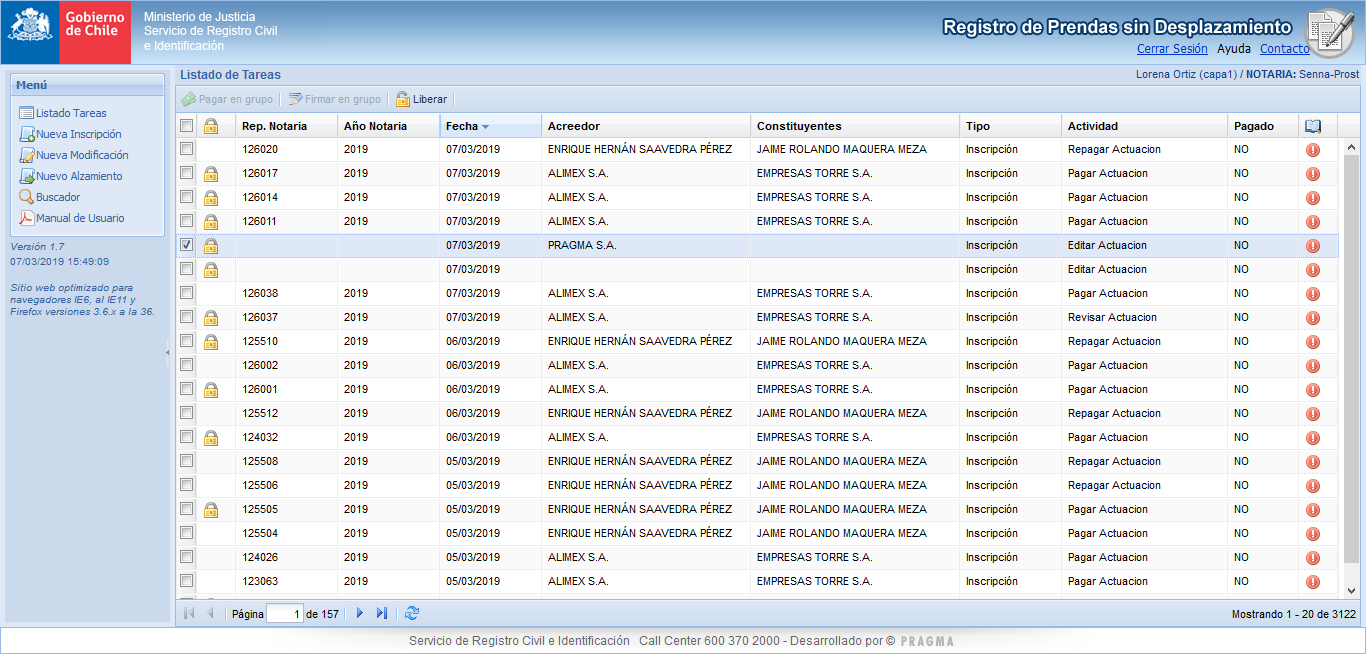 Gobierno
de Chile
Ministerio de Justicia
Servicio de Registro Civil
e Identificación
Registro de Prendas sin Desplazamiento
Cerrar Sesión Ayuda Contacto
Menú
Listado Tareas
Nueva Inscripción
Nueva Modificación
Nuevo Alzamiento
Buscador
Manual de Usuario
Versión 1.7
07/03/2019 15:49:09
Sitio web optimizado para
navegadores IE6, al IE11 y
Firefox versiones 3.6.x a la 36.
Listado de Tareas
Lorena Ortiz (capa1) / NOTARIA: Senna-Prost
Pagar en grupo Firmar en grupo Liberar
Rep. Notaria Año Notaria Fecha Acreedor Constituyentes Tipo Actividad Pagado
126020 2019 07/03/2019 ENRIQUE HERNÁN SAAVEDRA PÉREZ JAIME ROLANDO MAQUERA MEZA Inscripción Repagar Actuacion NO
126017 2019 07/03/2019 ALIMEX S.A. EMPRESAS TORRE S.A. Inscripción Pagar Actuacion NO
126014 2019 07/03/2019 ALIMEX S.A. EMPRESAS TORRE S.A. Inscripción Pagar Actuacion NO
126011 2019 07/03/2019 ALIMEX S.A. EMPRESAS TORRE S.A. Inscripción Pagar Actuacion NO
07/03/2019 PRAGMA S.A. Inscripción Editar Actuacion NO
07/03/2019 Inscripción Editar Actuacion NO
126038 2019 07/03/2019 ALIMEX S.A. EMPRESAS TORRE S.A. Inscripción Pagar Actuacion NO
126037 2019 07/03/2019 ALIMEX S.A. EMPRESAS TORRE S.A. Inscripción Revisar Actuacion NO
125510 2019 06/03/2019 ENRIQUE HERNÁN SAAVEDRA PÉREZ JAIME ROLANDO MAQUERA MEZA Inscripción Repagar Actuacion NO
126002 2019 06/03/2019 ALIMEX S.A. EMPRESAS TORRE S.A. Inscripción Pagar Actuacion NO
126001 2019 06/03/2019 ALIMEX S.A. EMPRESAS TORRE S.A. Inscripción Pagar Actuacion NO
125512 2019 06/03/2019 ENRIQUE HERNÁN SAAVEDRA PÉREZ JAIME ROLANDO MAQUERA MEZA Inscripción Repagar Actuacion NO
124032 2019 06/03/2019 ALIMEX S.A. EMPRESAS TORRE S.A. Inscripción Pagar Actuacion NO
125508 2019 05/03/2019 ENRIQUE HERNÁN SAAVEDRA PÉREZ JAIME ROLANDO MAQUERA MEZA Inscripción Repagar Actuacion NO
125506 2019 05/03/2019 ENRIQUE HERNÁN SAAVEDRA PÉREZ JAIME ROLANDO MAQUERA MEZA Inscripción Repagar Actuacion NO
125505 2019 05/03/2019 ENRIQUE HERNÁN SAAVEDRA PÉREZ JAIME ROLANDO MAQUERA MEZA Inscripción Pagar Actuacion NO
125504 2019 05/03/2019 ENRIQUE HERNÁN SAAVEDRA PÉREZ JAIME ROLANDO MAQUERA MEZA Inscripción Pagar Actuacion NO
124026 2019 05/03/2019 ALIMEX S.A. EMPRESAS TORRE S.A. Inscripción Pagar Actuacion NO
123063 2019 05/03/2019 ALIMEX S.A. EMPRESAS TORRE S.A. Inscripción Pagar Actuacion NO
Página 1 de 157 Mostrando 1 - 20 de 3122
Servicio de Registro Civil e Identificación Call Center 600 370 2000 - Desarrollado por © PRAGMA